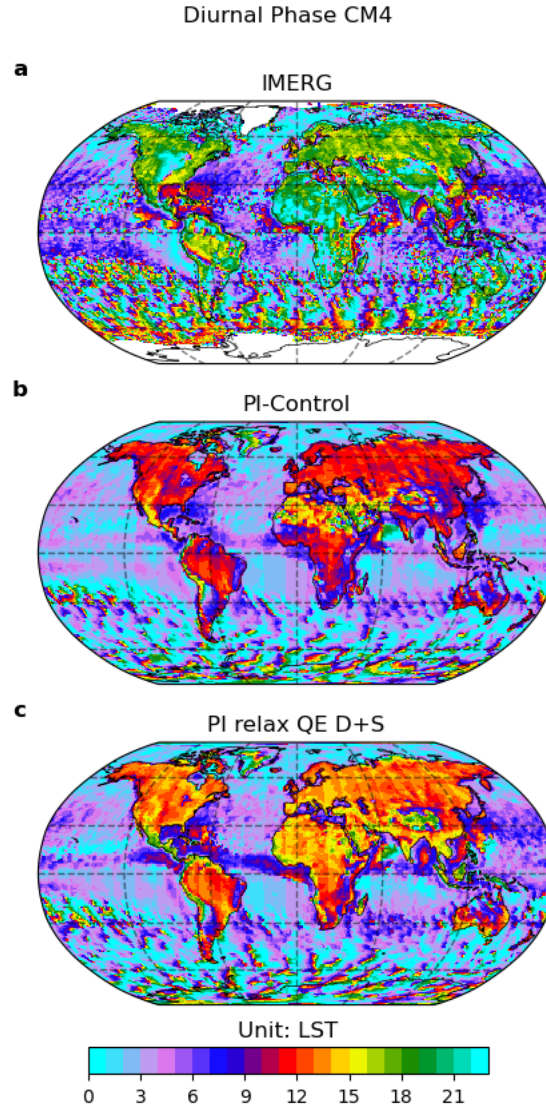 Diurnal Phase CM4
a
IMERG
b
PI-Control
c
PI relax QE D+S
Unit: LST
0 3 6 9 12 15 18 21